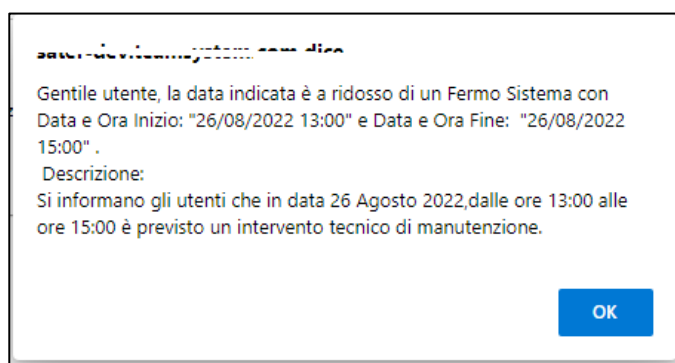 dice
Gentile utente, la data indicata è a ridosso di un Fermo Sistema con
Data e Ora Inizio: "26/08/2022 13:00" e Data e Ora Fine:  "26/08/2022
15:00" .
Descrizione:
Si informano gli utenti che in data 26 Agosto 2022,dalle ore 13:00 alle
ore 15:00 è previsto un intervento tecnico di manutenzione.
OK